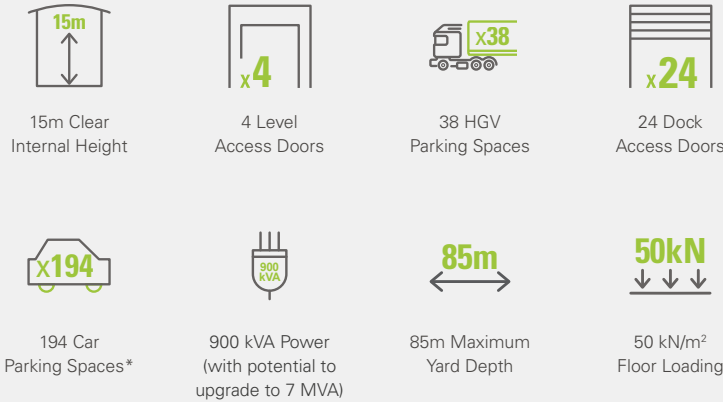 15m
x4
x38
x24
15m Clear
Internal Height
4 Level
Access Doors
38 HGV
Parking Spaces
24 Dock
Access Doors
x194
900
kVA
85m
50kN
194 Car
Parking Spaces*
900 kVA Power
(with potential to
upgrade to 7 MVA)
85m Maximum
Yard Depth
50 kN/m²
Floor Loading